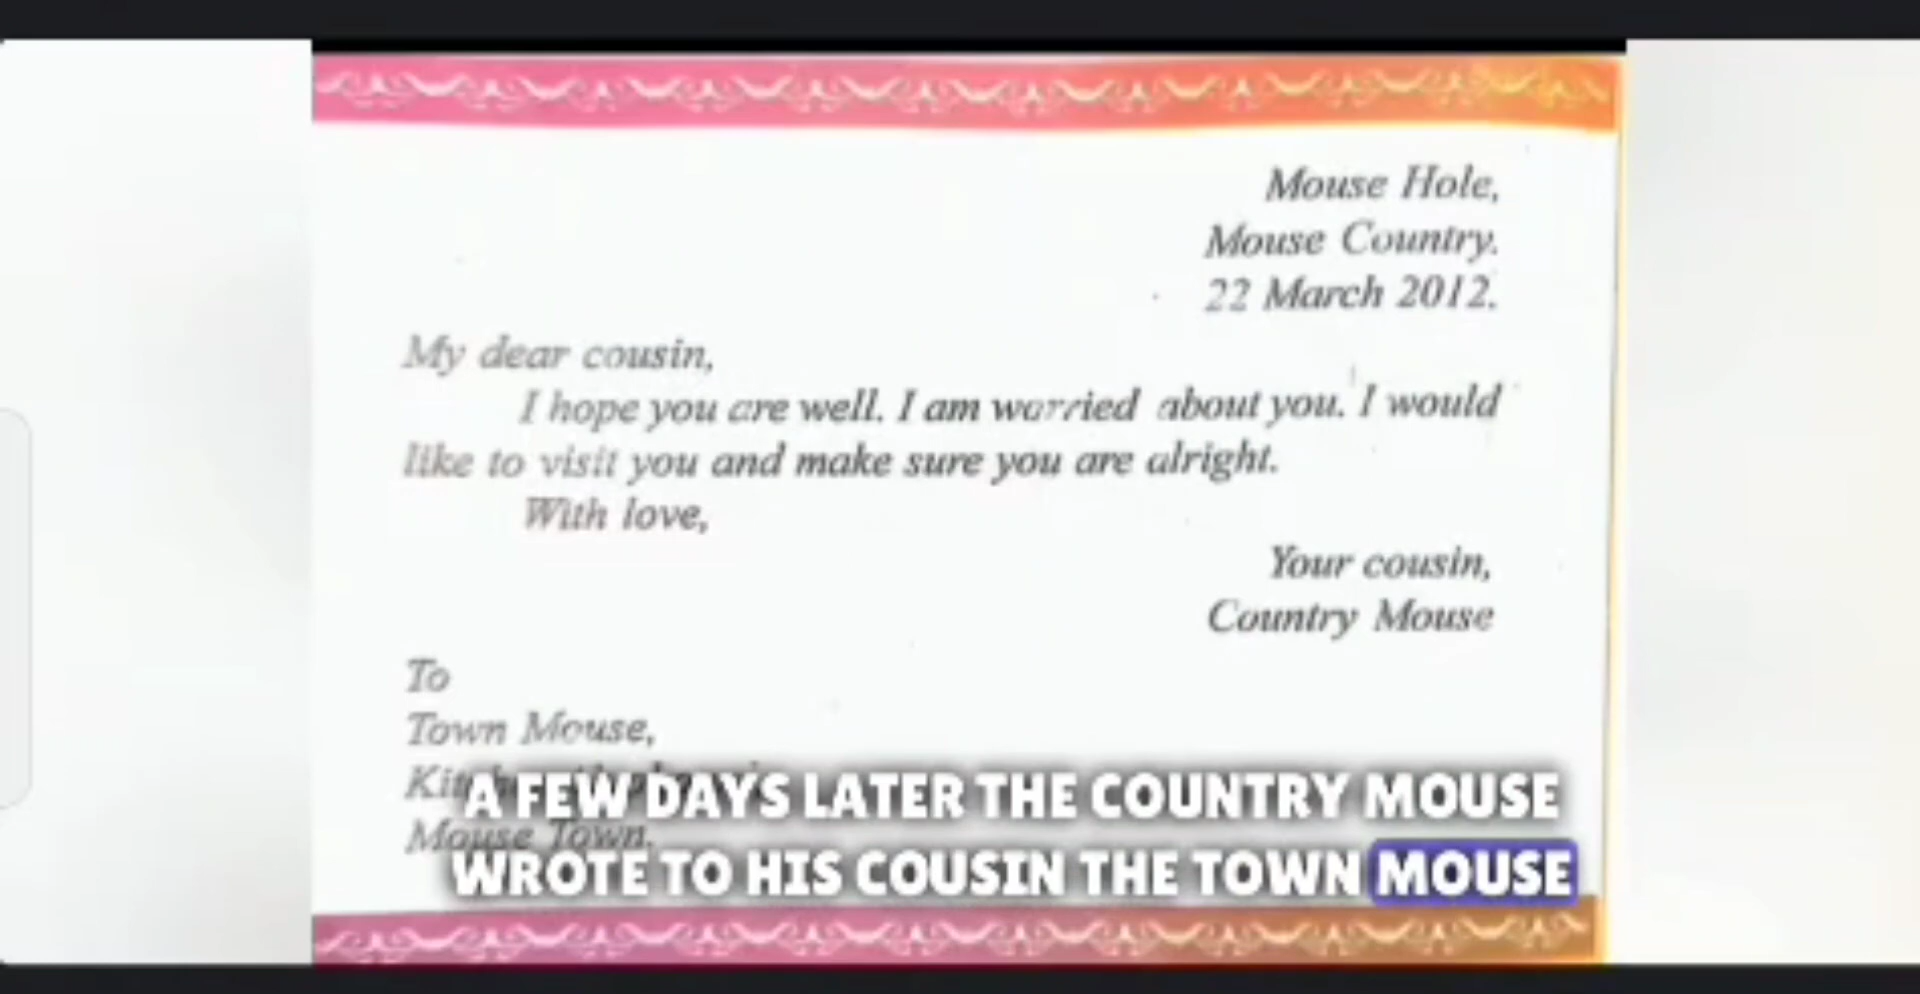 Mouse Hole,
Mouse Country.
22 March 2012.
My dear cousin,
I hope you are well. I am worried about you. I would
like to visit you and make sure you are alright.
With love,
Your cousin,
Country Mouse
To
Town Mouse,
Mouse Town.
A FEW DAYS LATER THE COUNTRY MOUSE
WROTE TO HIS COUSIN THE TOWN MOUSE